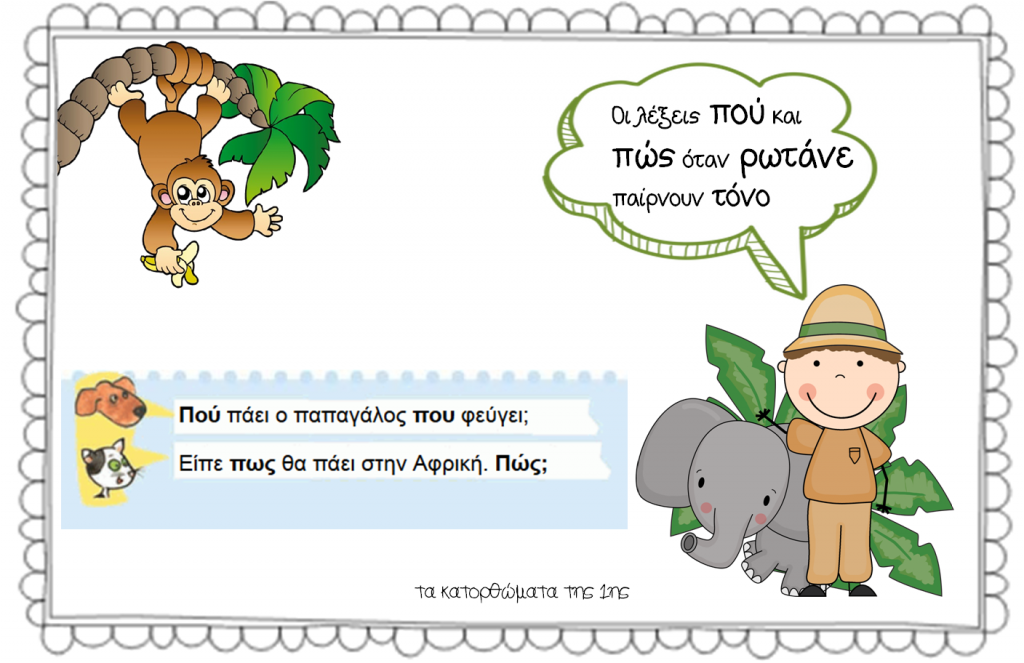 Οι λέξεις πού και
πώς όταν ρωτάνε
παίρνουν τόνο
Πού πάει ο παπαγάλος που φεύγει;
Είπε πως θα πάει στην Αφρική. Πώς;
τα κατορθώματα της 1ης